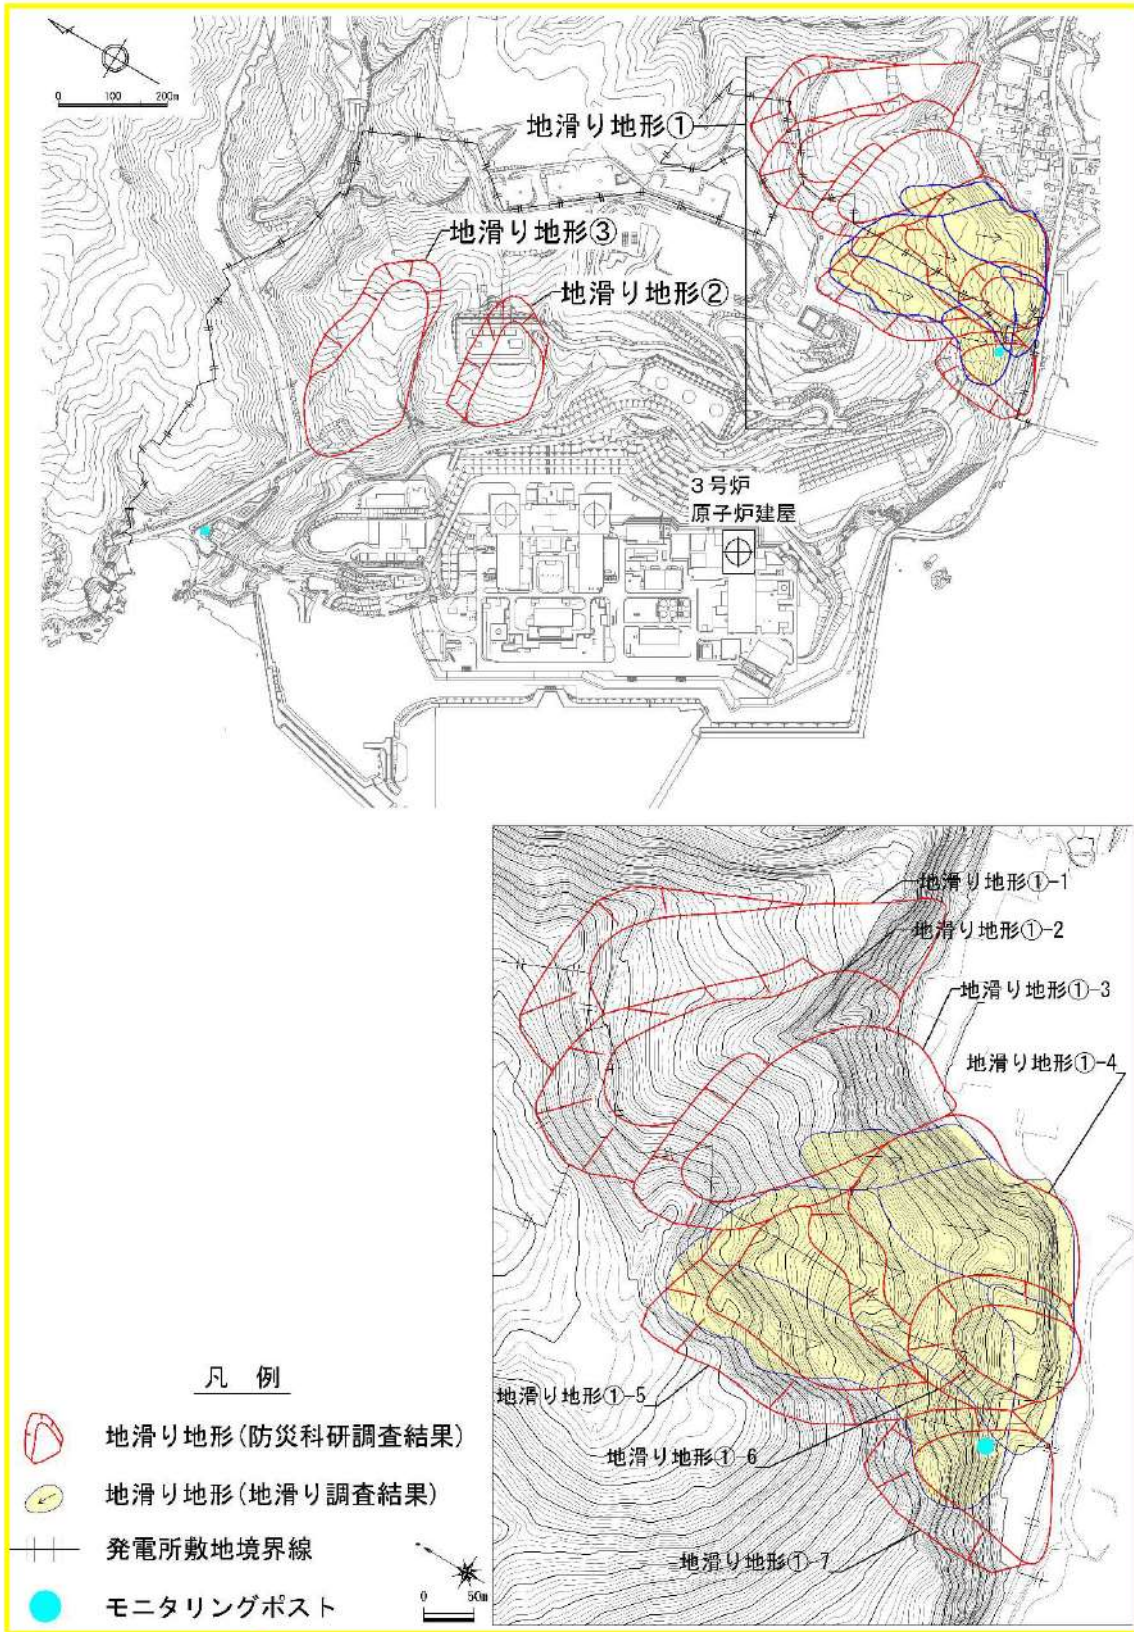 0 100 200m
地滑り地形①
地滑り地形③
地滑り地形②
3号炉
原子炉建屋
地滑り地形①-1
地滑り地形①-2
地滑り地形①-3
地滑り地形①-4
地滑り地形①-5
地滑り地形①-6
地滑り地形①-7
凡 例
地滑り地形(防災科研調査結果)
地滑り地形(地滑り調査結果)
発電所敷地境界線
モニタリングポスト
0 50m